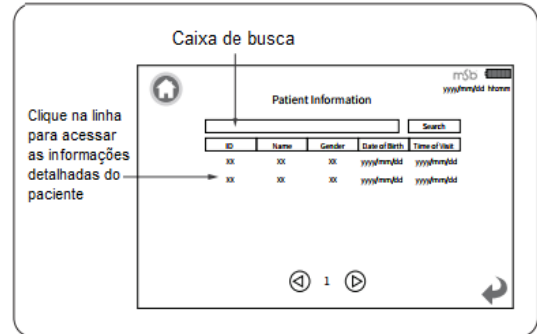 Caixa de busca
mSb
yyyy/mm/dd hh:mm
Patient Information
Search
ID Name Gender Date of Birth Time of Visit
XX XX XX yyyy/mm/dd yyyy/mm/dd
XX XX XX yyyy/mm/dd yyyy/mm/dd
Clique na linha
para acessar
as informações
detalhadas do
paciente
1